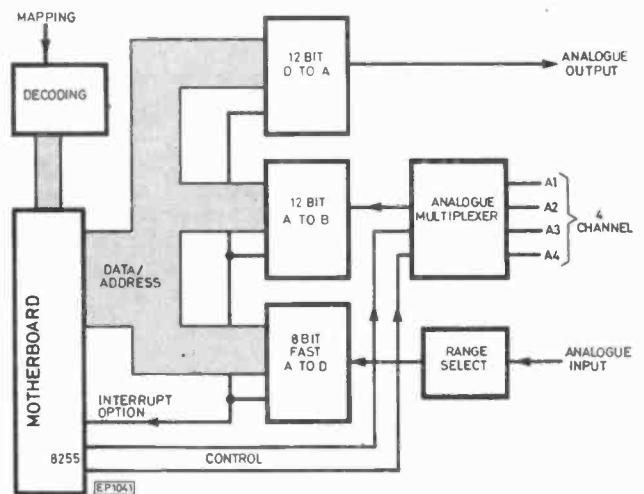 MAPPING
DECODING
MOTHERBOARD
8255
DATA/
ADDRESS
INTERRUPT
OPTION
CONTROL
12 BIT
D TO A
12 BIT
A TO B
8 BIT
FAST
A TO D
ANALOGUE
MULTIPLEXER
RANGE
SELECT
ANALOGUE
OUTPUT
A1
A2
A3
A4
4
CHANNEL
ANALOGUE
INPUT
EP1041